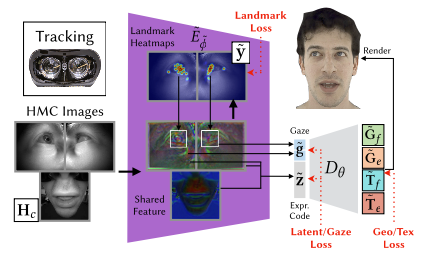 Tracking
HMC Images
H_c
Landmark
Heatmaps
Ẽ_ϕ̃
ỹ
Landmark
Loss
Shared
Feature
Gaze
g̃
z̃
Expr.
Code
D_θ
Render
G̃_f
G̃_e
T̃_f
T̃_e
Latent/Gaze
Loss
Geo/Tex
Loss